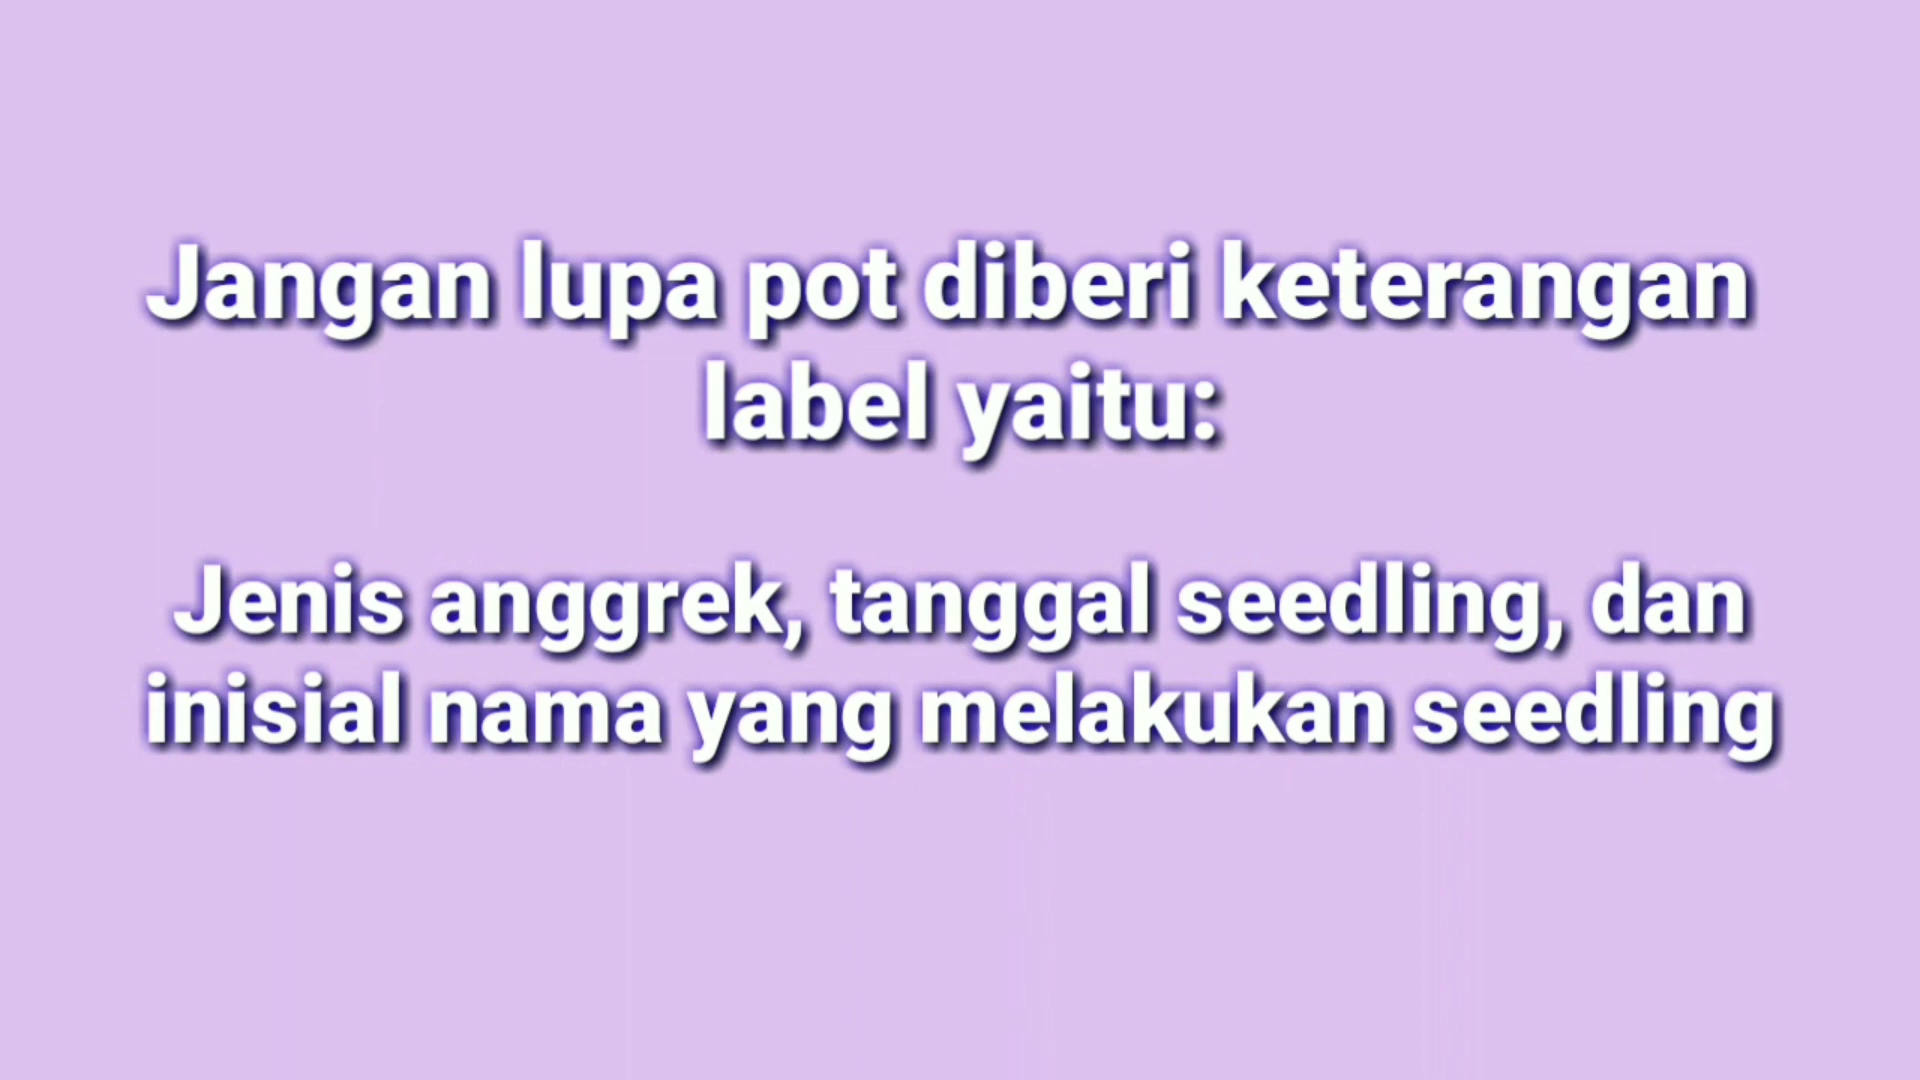 Jangan lupa pot diberi keterangan
label yaitu:
Jenis anggrek, tanggal seedling, dan
inisial nama yang melakukan seedling